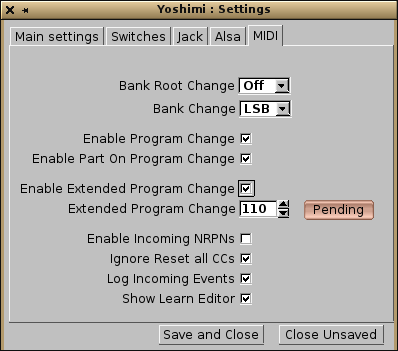 Yoshimi : Settings
Main settings Switches Jack Alsa MIDI
Bank Root Change Off
Bank Change LSB
Enable Program Change
Enable Part On Program Change
Enable Extended Program Change
Extended Program Change 110 Pending
Enable Incoming NRPNs
Ignore Reset all CCs
Log Incoming Events
Show Learn Editor
Save and Close Close Unsaved